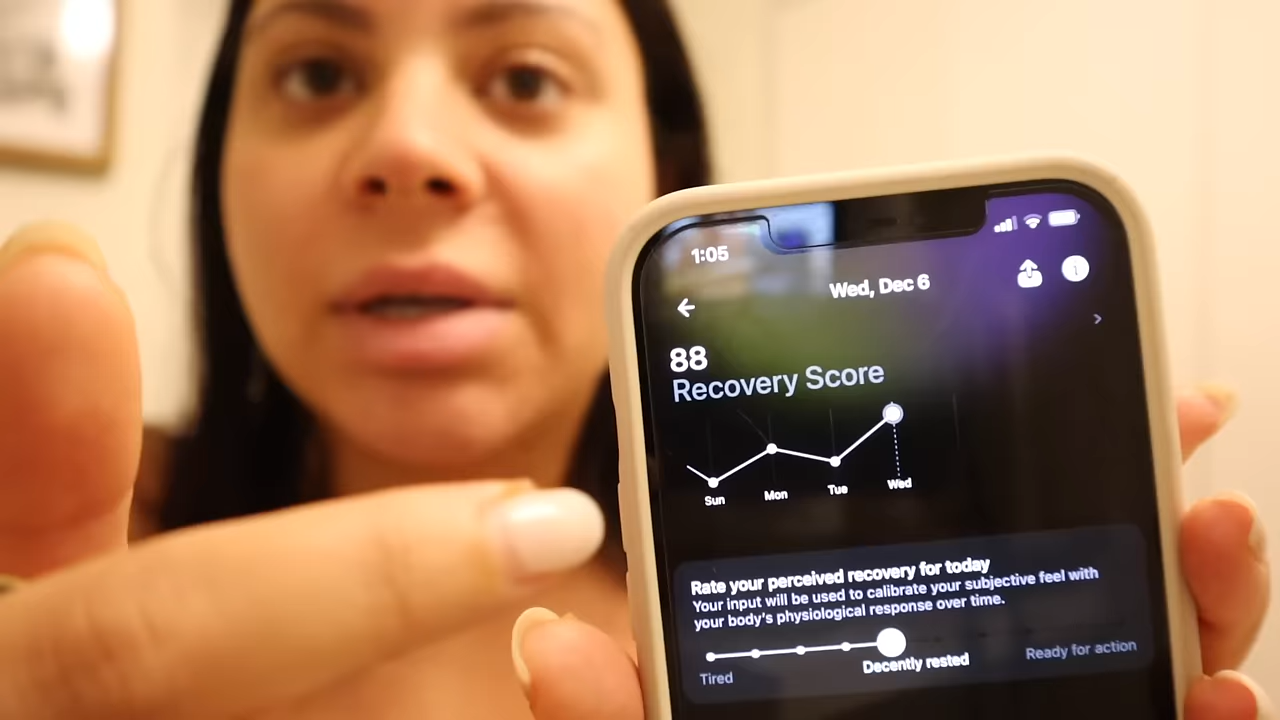 1:05
Wed, Dec 6
88
Recovery Score
Sun Mon Tue Wed
Rate your perceived recovery for today
Your input will be used to calibrate your subjective feel with
your body's physiological response over time.
Tired Decently rested Ready for action